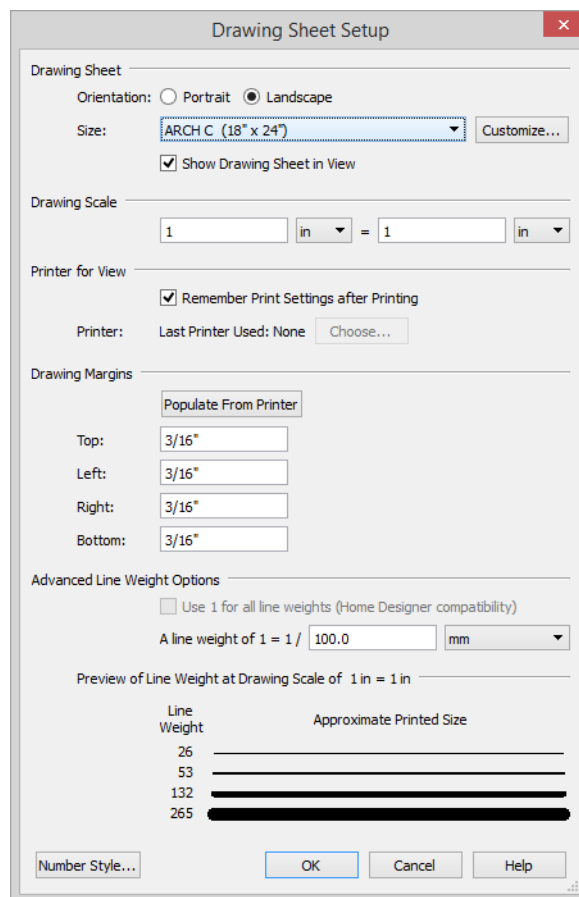 Drawing Sheet Setup
Drawing Sheet
Orientation: Portrait Landscape
Size: ARCH C (18" x 24") Customize...
Show Drawing Sheet in View
Drawing Scale
1 in = 1 in
Printer for View
Remember Print Settings after Printing
Printer: Last Printer Used: None Choose...
Drawing Margins
Populate From Printer
Top: 3/16"
Left: 3/16"
Right: 3/16"
Bottom: 3/16"
Advanced Line Weight Options
Use 1 for all line weights (Home Designer compatibility)
A line weight of 1 = 1 / 100.0 mm
Preview of Line Weight at Drawing Scale of 1 in = 1 in
Line Weight Approximate Printed Size
26
53
132
265
Number Style... OK Cancel Help